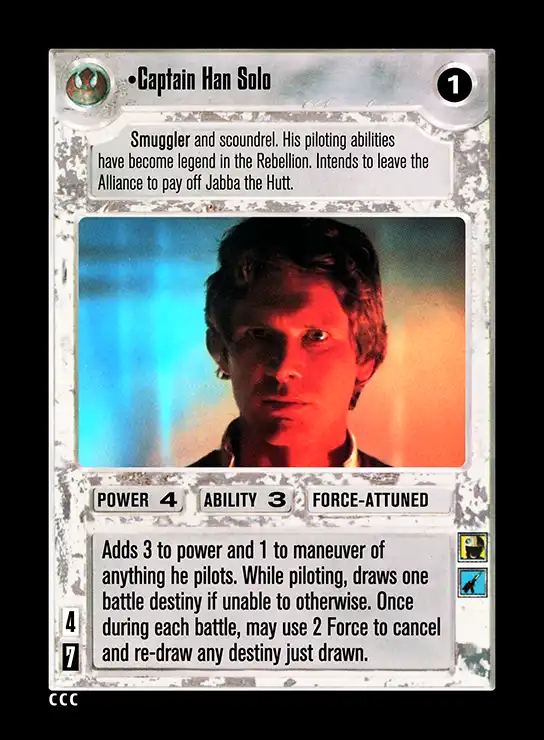 •Captain Han Solo
1
Smuggler and scoundrel. His piloting abilities
have become legend in the Rebellion. Intends to leave the
Alliance to pay off Jabba the Hutt.
POWER 4 ABILITY 3 FORCE-ATTUNED
Adds 3 to power and 1 to maneuver of
anything he pilots. While piloting, draws one
battle destiny if unable to otherwise. Once
during each battle, may use 2 Force to cancel
and re-draw any destiny just drawn.
4
7
CCC